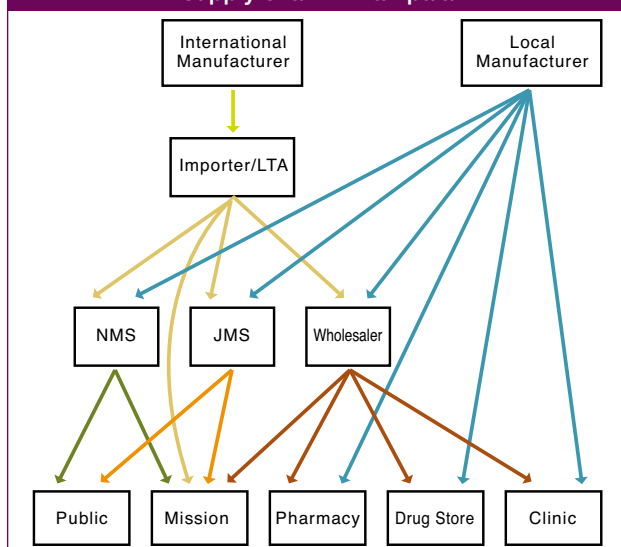 International
Manufacturer
Local
Manufacturer
Importer/LTA
NMS
JMS
Wholesaler
Public
Mission
Pharmacy
Drug Store
Clinic